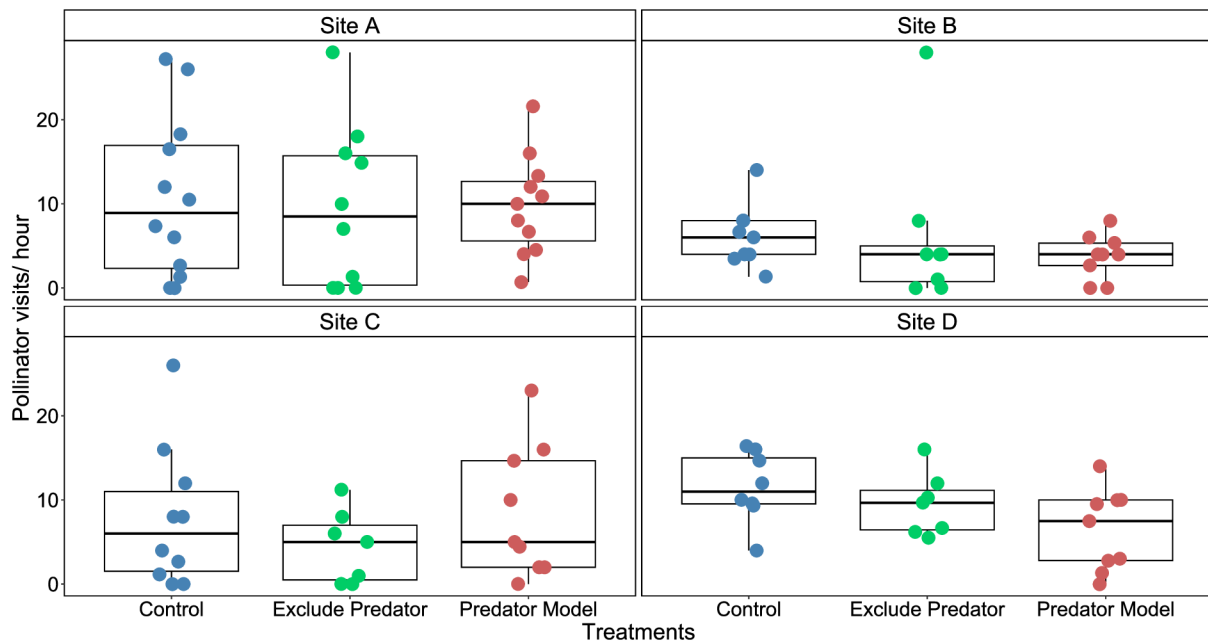 Site A
Site B
20
10
0
Site C
Site D
20
10
0
Pollinator visits/ hour
Control
Exclude Predator
Predator Model
Control
Exclude Predator
Predator Model
Treatments